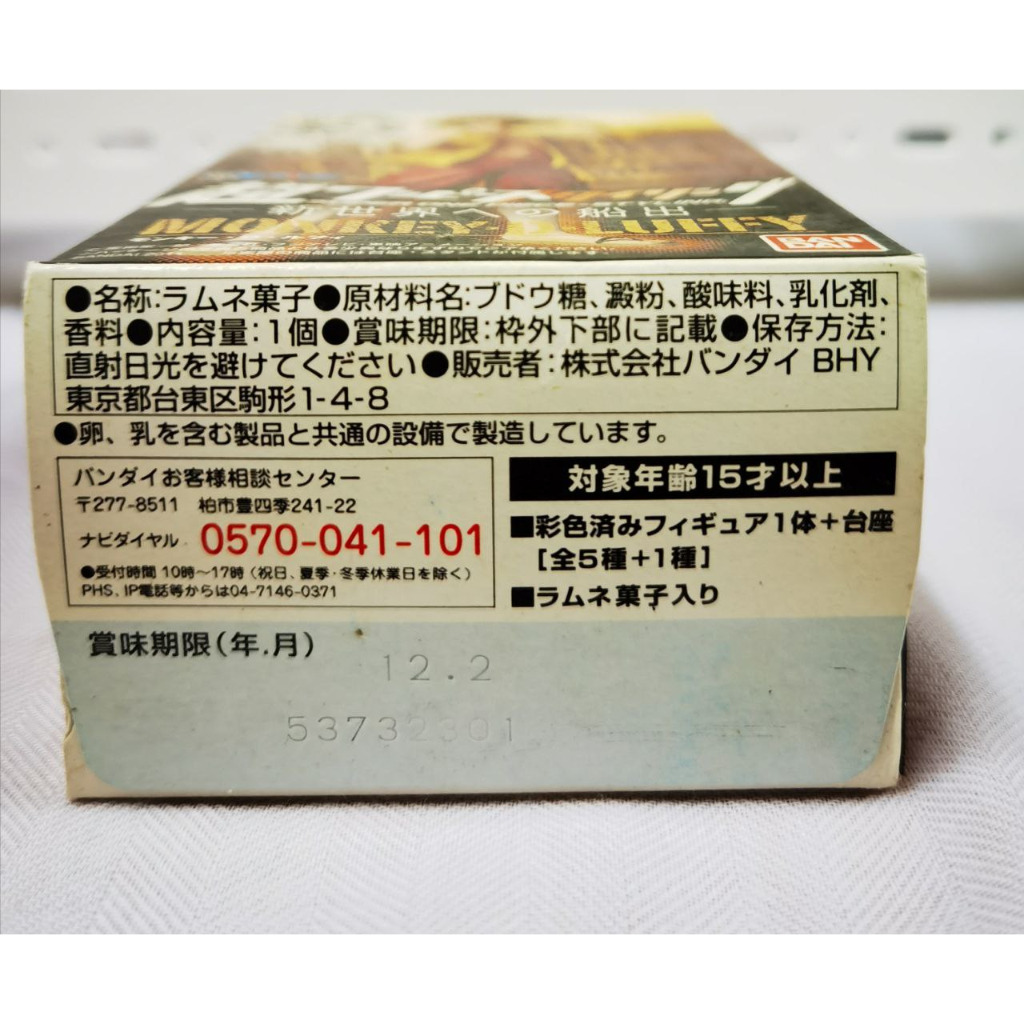 新世界への船出
MONKEY.D.LUFFY
BANDAI
●名称:ラムネ菓子●原材料名:ブドウ糖、澱粉、酸味料、乳化剤、
香料●内容量:1個●賞味期限:枠外下部に記載●保存方法:
直射日光を避けてください●販売者:株式会社バンダイ BHY
東京都台東区駒形1-4-8
●卵、乳を含む製品と共通の設備で製造しています。
バンダイお客様相談センター
〒277-8511 柏市豊四季241-22
ナビダイヤル 0570-041-101
●受付時間 10時〜17時(祝日、夏季・冬季休業日を除く)
PHS、IP電話等からは04-7146-0371
対象年齢15才以上
■彩色済みフィギュア1体+台座
[全5種+1種]
■ラムネ菓子入り
賞味期限(年.月)
12.2
53732301